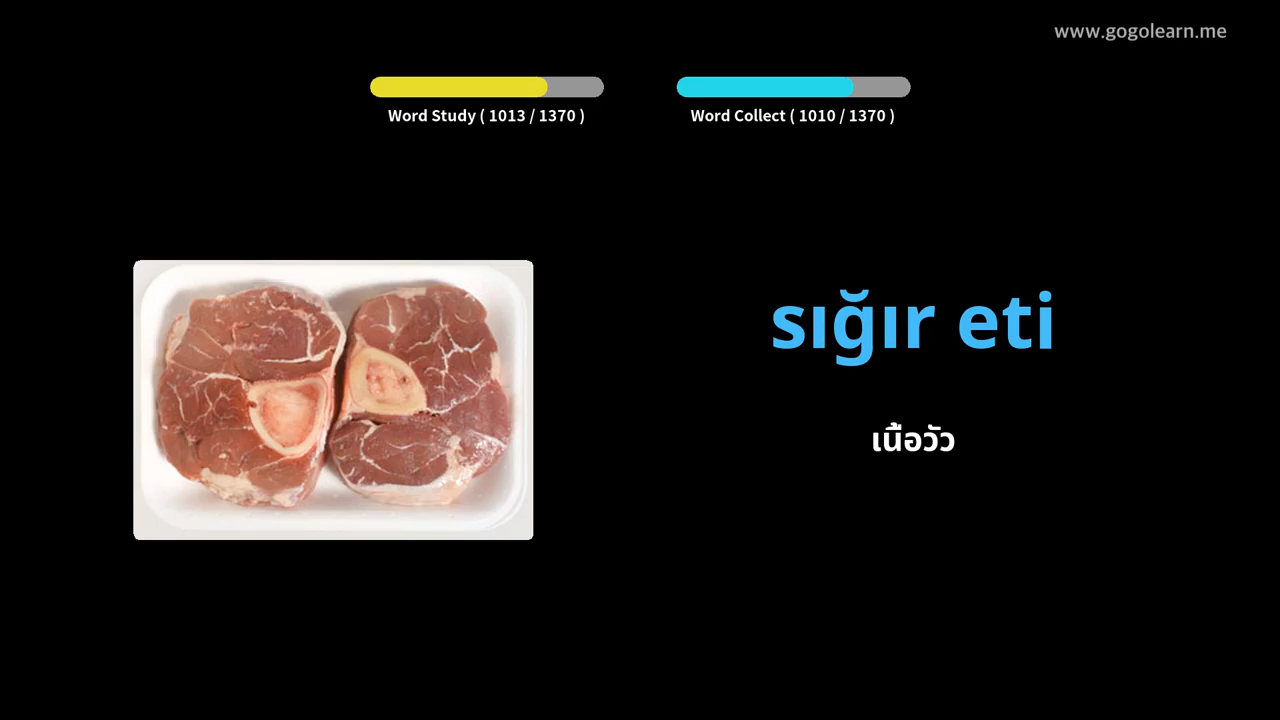 www.gogolearn.me
Word Study ( 1013 / 1370 )
Word Collect ( 1010 / 1370 )
sığır eti
เนื้อวัว